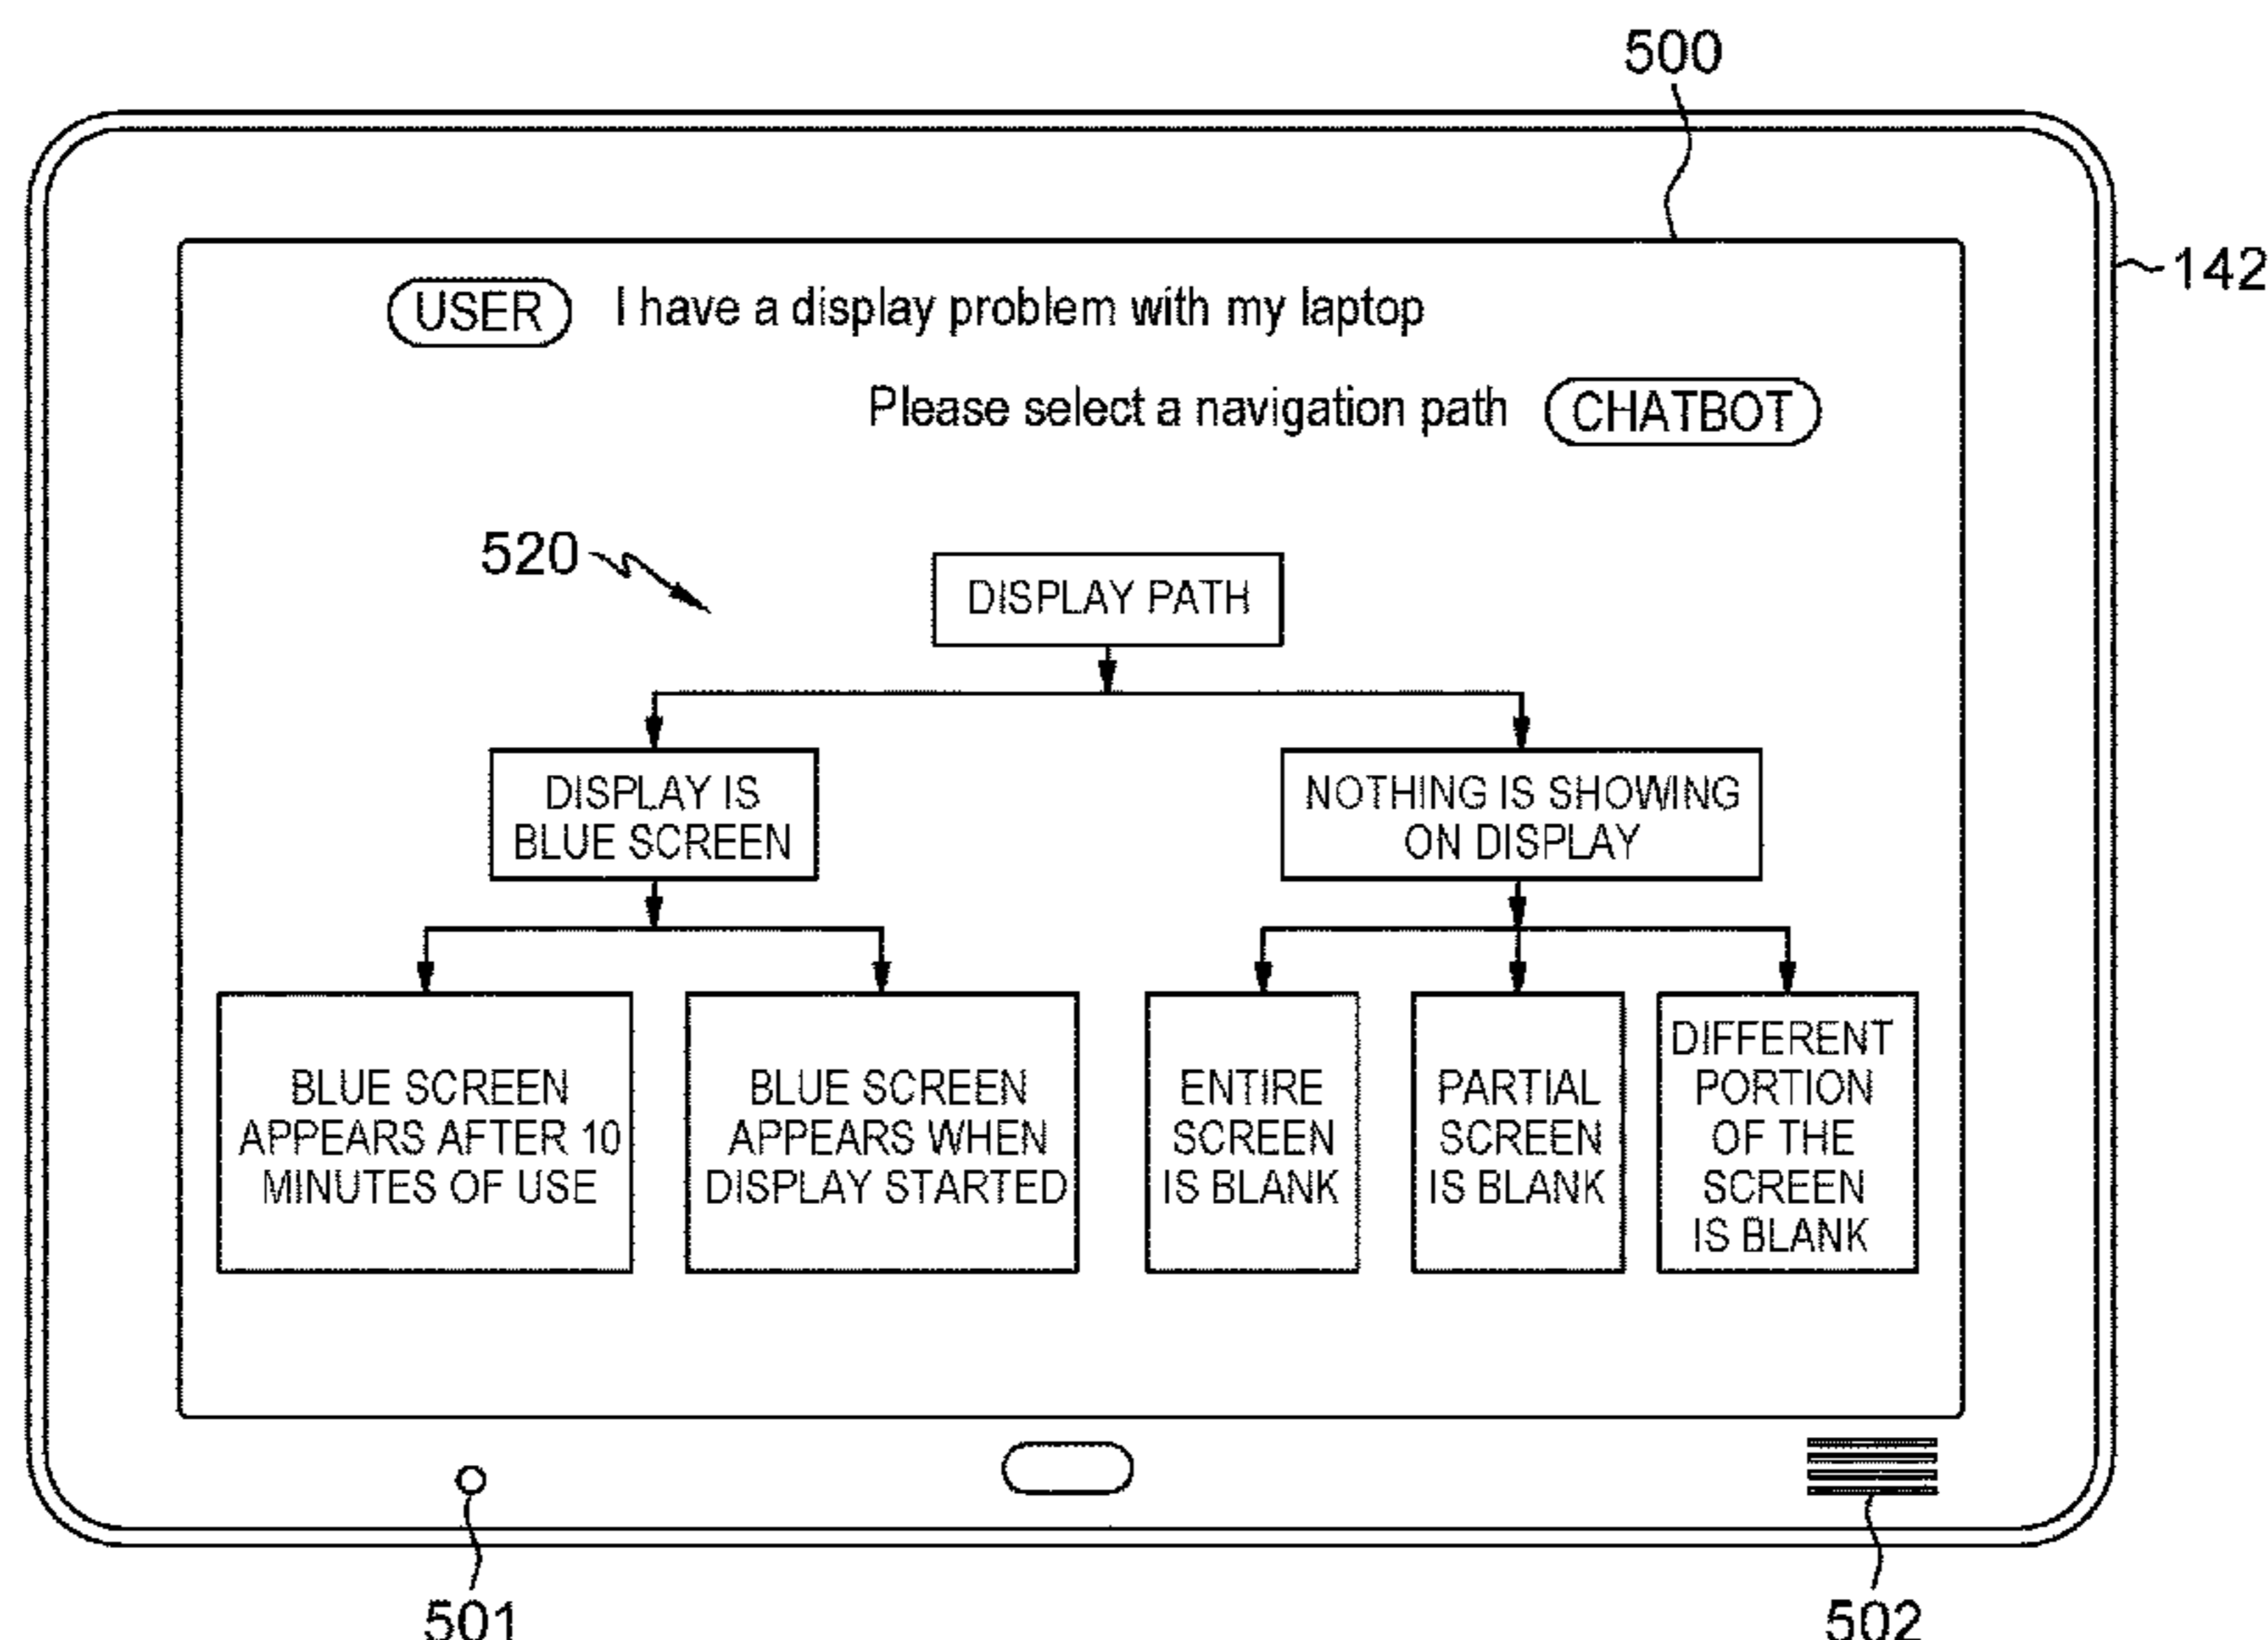 500
142
USER I have a display problem with my laptop
Please select a navigation path CHATBOT
520
DISPLAY PATH
DISPLAY IS
BLUE SCREEN
NOTHING IS SHOWING
ON DISPLAY
BLUE SCREEN
APPEARS AFTER 10
MINUTES OF USE
BLUE SCREEN
APPEARS WHEN
DISPLAY STARTED
ENTIRE
SCREEN
IS BLANK
PARTIAL
SCREEN
IS BLANK
DIFFERENT
PORTION
OF THE
SCREEN
IS BLANK
501
502